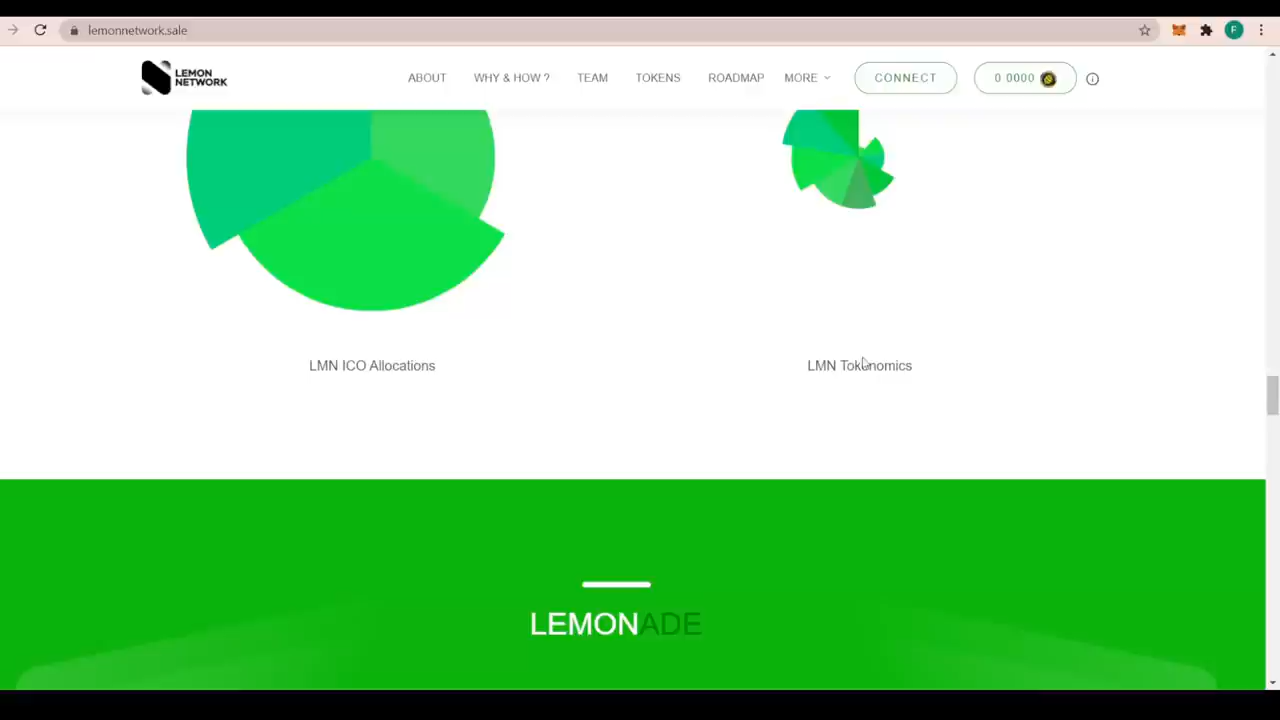 lemonnetwork.sale
LEMON
NETWORK
ABOUT WHY & HOW ? TEAM TOKENS ROADMAP MORE CONNECT 0 0000
F
LMN ICO Allocations LMN Tokonomics
LEMONADE